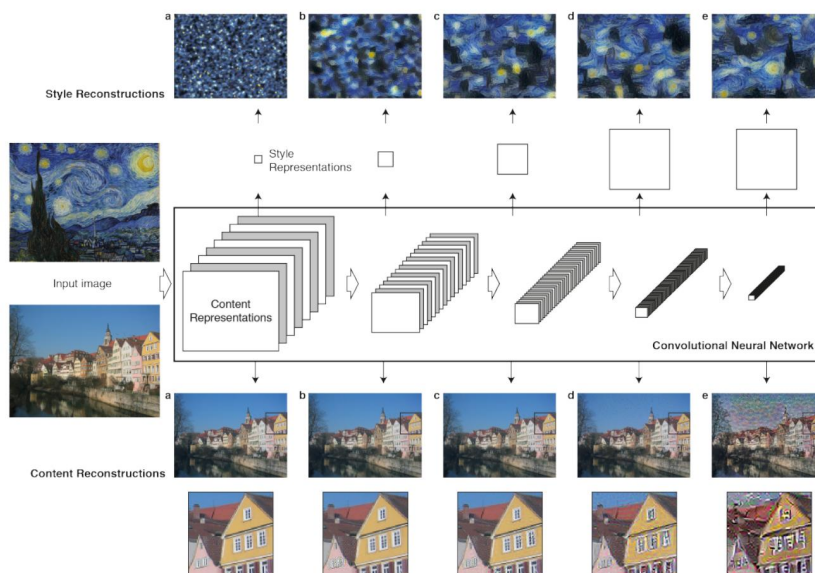 a
b
c
d
e
Style Reconstructions
Style
Representations
Input image
Content
Representations
Convolutional Neural Network
a
b
c
d
e
Content Reconstructions